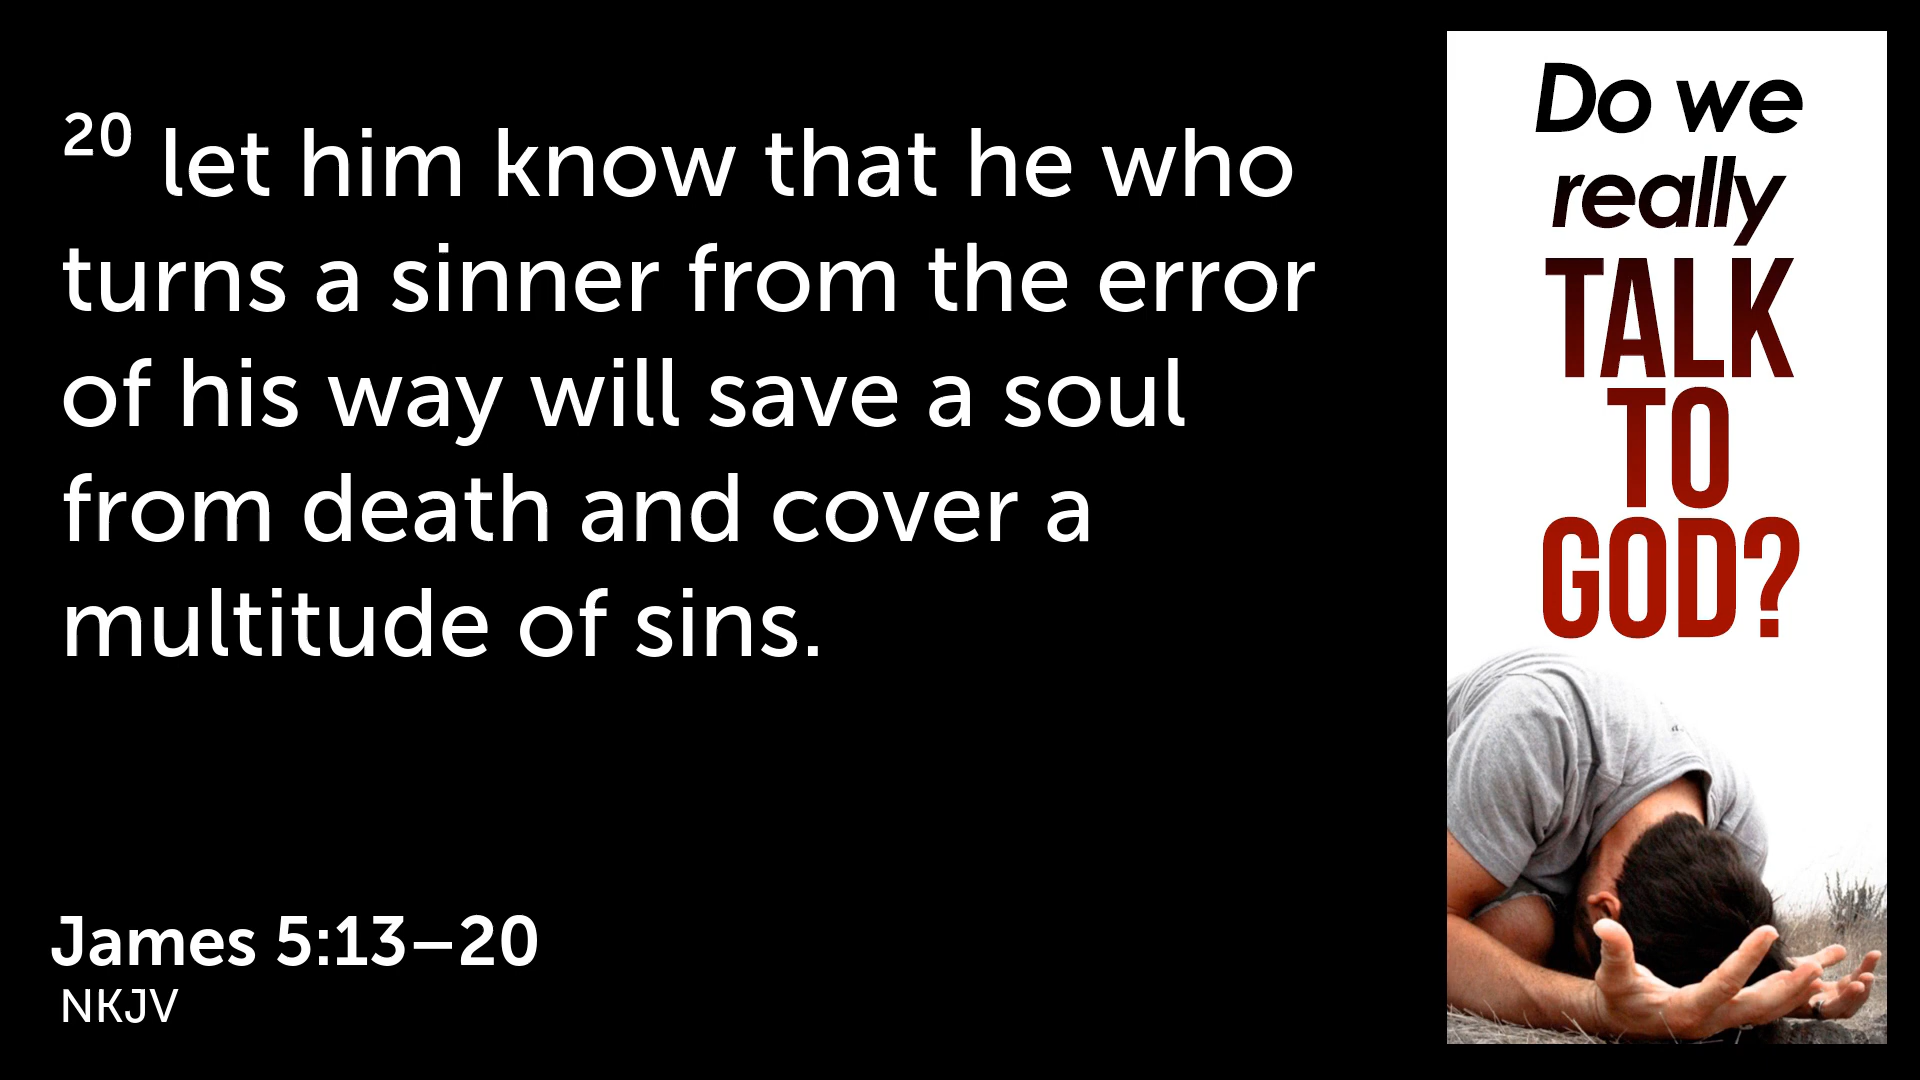 20 let him know that he who
turns a sinner from the error
of his way will save a soul
from death and cover a
multitude of sins.
James 5:13–20
NKJV
Do we
really
TALK
TO
GOD?